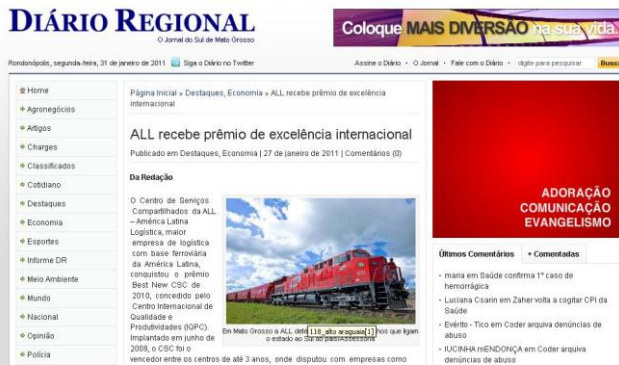 DIÁRIO REGIONAL
O Jornal do Sul de Mato Grosso
Coloque MAIS DIVERSÃO na sua vida.
Rondonópolis, segunda-feira, 31 de janeiro de 2011 Siga o Diário no Twitter
Assine o Diário • O Jornal • Fale com o Diário • digite para pesquisar Busca
Home
Agronegócios
Artigos
Charges
Classificados
Cotidiano
Destaques
Economia
Esportes
Informe DR
Meio Ambiente
Mundo
Nacional
Opinião
Polícia
Página Inicial » Destaques, Economia » ALL recebe prêmio de excelência
internacional
ALL recebe prêmio de excelência internacional
Publicado em Destaques, Economia | 27 de janeiro de 2011 | Comentários (0)
Da Redação
O Centro de Serviços
Compartilhados da ALL
– América Latina
Logística, maior
empresa de logística
com base ferroviária
da América Latina,
conquistou o prêmio
Best New CSC de
2010, concedido pelo
Centro Internacional de
Qualidade e
Produtividades (IQPC).
Implantado em junho de
2008, o CSC foi o
vencedor entre os centros de até 3 anos, onde disputou com empresas como
Em Mato Grosso a ALL 118_alto araguaia[1] que ligam
o estado ao Sul do país/Assessoria
ADORAÇÃO
COMUNICAÇÃO
EVANGELISMO
Últimos Comentários + Comentadas
maria em Saúde confirma 1º caso de
hemorrágica
Luciana Csarin em Zaher volta a cogitar CPI da
Saúde
Evérito - Tico em Coder arquiva denúncias de
abuso
IUCINHA mENDONÇA em Coder arquiva
denúncias de abuso